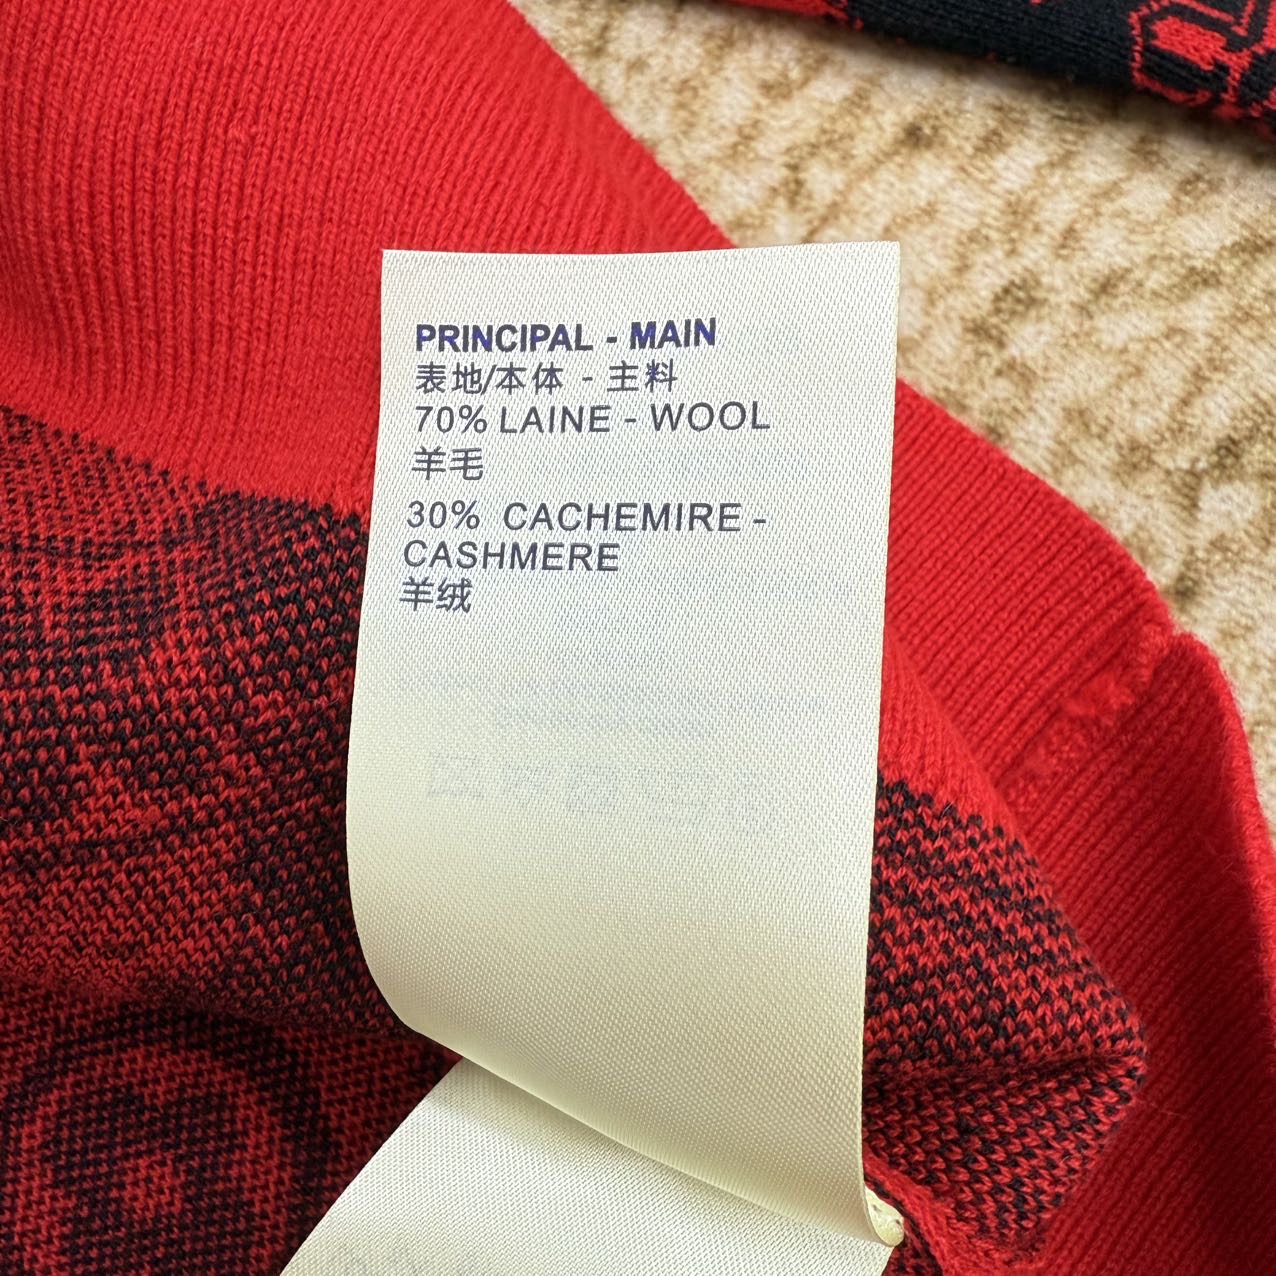 PRINCIPAL - MAIN
表地/本体 - 主料
70% LAINE - WOOL
羊毛
30% CACHEMIRE -
CASHMERE
羊绒